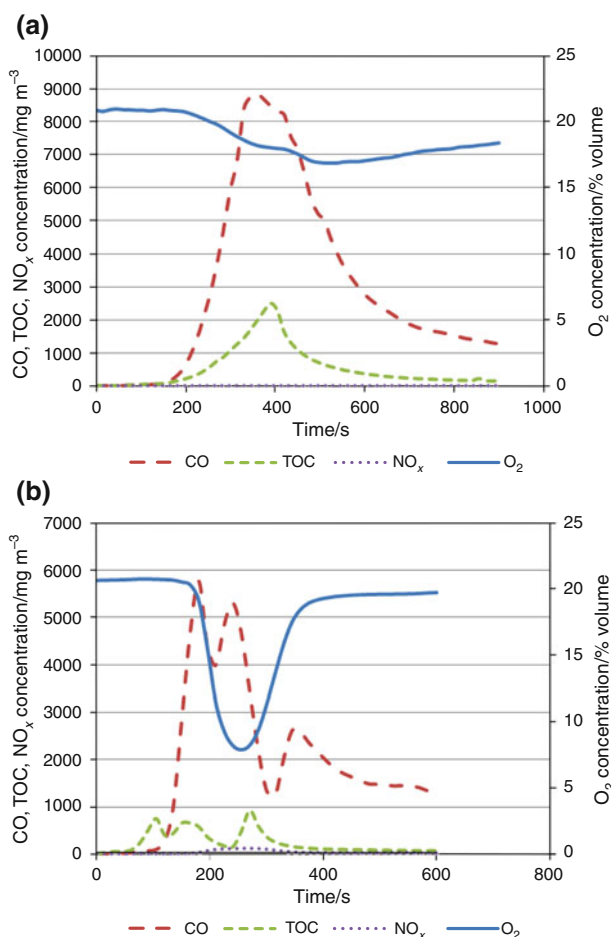 (a)
CO, TOC, NOx concentration/mg m⁻³
10000
9000
8000
7000
6000
5000
4000
3000
2000
1000
0
25
20
15
10
5
0
O2 concentration/% volume
0 200 400 600 800 1000
Time/s
CO TOC NOx O2
(b)
CO, TOC, NOx concentration/mg m⁻³
7000
6000
5000
4000
3000
2000
1000
0
25
20
15
10
5
0
O2 concentration/% volume
0 200 400 600 800
Time/s
CO TOC NOx O2